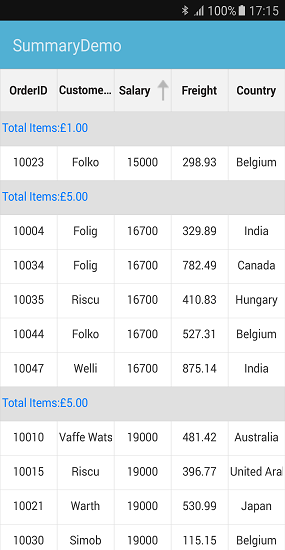 100% 17:15
SummaryDemo
OrderID Custome... Salary Freight Country
Total Items:£1.00
10023 Folko 15000 298.93 Belgium
Total Items:£5.00
10004 Folig 16700 329.89 India
10034 Folig 16700 782.49 Canada
10035 Riscu 16700 410.83 Hungary
10044 Folko 16700 527.31 Belgium
10047 Welli 16700 875.14 India
Total Items:£5.00
10010 Vaffe Wats 19000 481.42 Australia
10015 Riscu 19000 396.77 United Aral
10021 Warth 19000 530.99 Japan
10030 Simob 19000 115.15 Belgium